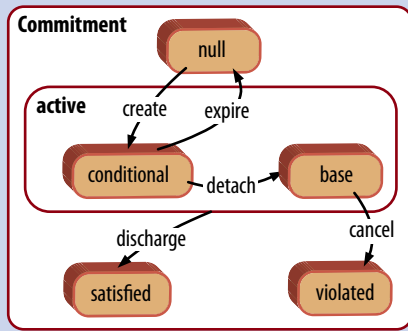 Commitment
null
active
create
expire
conditional
detach
base
discharge
cancel
satisfied
violated